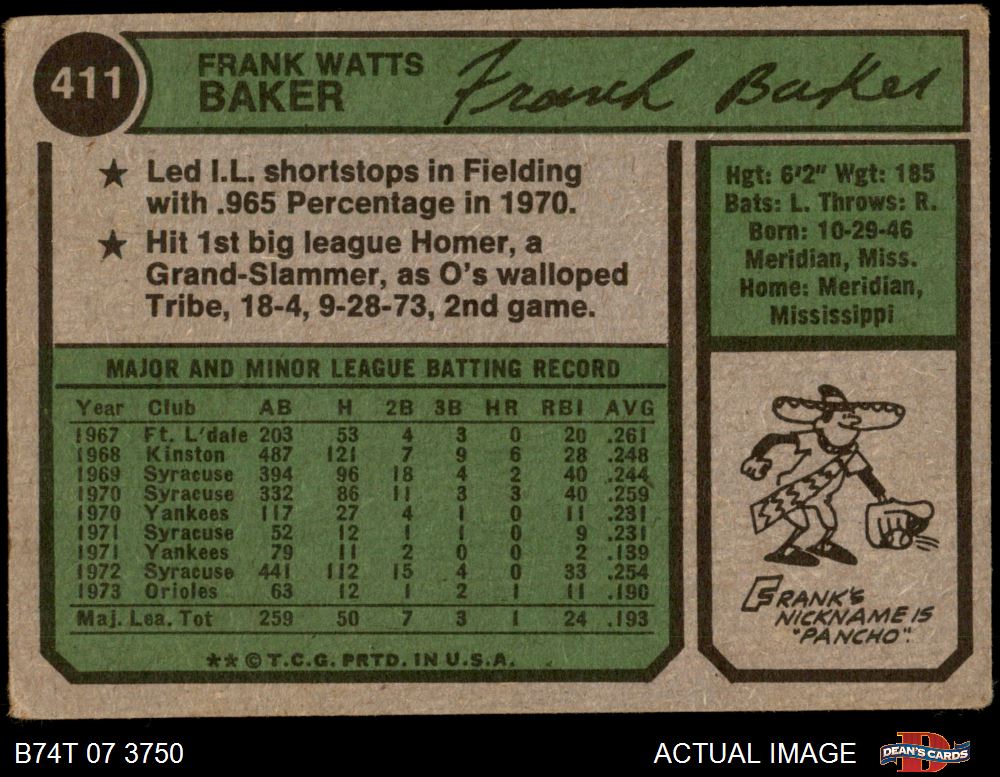 411
FRANK WATTS
BAKER
Frank Baker
★ Led I.L. shortstops in Fielding
with .965 Percentage in 1970.
★ Hit 1st big league Homer, a
Grand-Slammer, as O's walloped
Tribe, 18-4, 9-28-73, 2nd game.
Hgt: 6'2" Wgt: 185
Bats: L. Throws: R.
Born: 10-29-46
Meridian, Miss.
Home: Meridian,
Mississippi
MAJOR AND MINOR LEAGUE BATTING RECORD
Year Club AB H 2B 3B HR RBI AVG
1967 Ft. L'dale 203 53 4 3 0 20 .261
1968 Kinston 487 121 7 9 6 28 .248
1969 Syracuse 394 96 18 4 2 40 .244
1970 Syracuse 332 86 11 3 3 40 .259
1970 Yankees 117 27 4 1 0 11 .231
1971 Syracuse 52 12 1 1 0 9 .231
1971 Yankees 79 11 2 0 0 2 .139
1972 Syracuse 441 112 15 4 0 33 .254
1973 Orioles 63 12 1 2 1 11 .190
Maj. Lea. Tot 259 50 7 3 1 24 .193
★★ © T.C.G. PRTD. IN U.S.A.
FRANK'S
NICKNAME IS
"PANCHO".
B74T 07 3750
ACTUAL IMAGE
DEAN'S CARDS